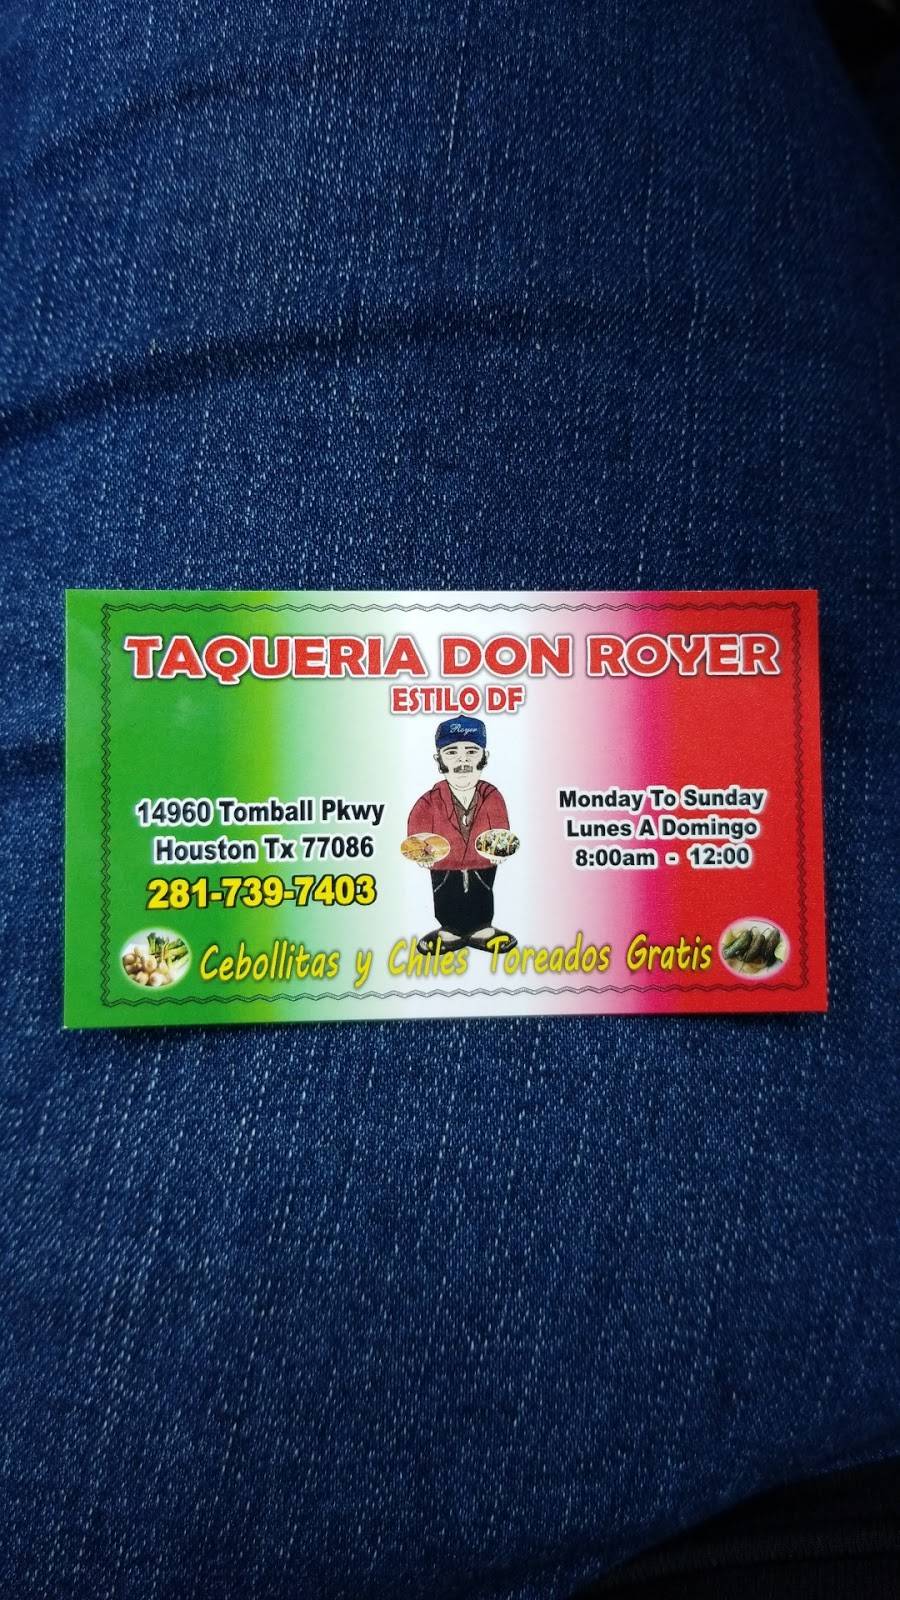 TAQUERIA DON ROYER
ESTILO DF
Royer
14960 Tomball Pkwy
Houston Tx 77086
281-739-7403
Monday To Sunday
Lunes A Domingo
8:00am - 12:00
Cebollitas y Chiles Toreados Gratis